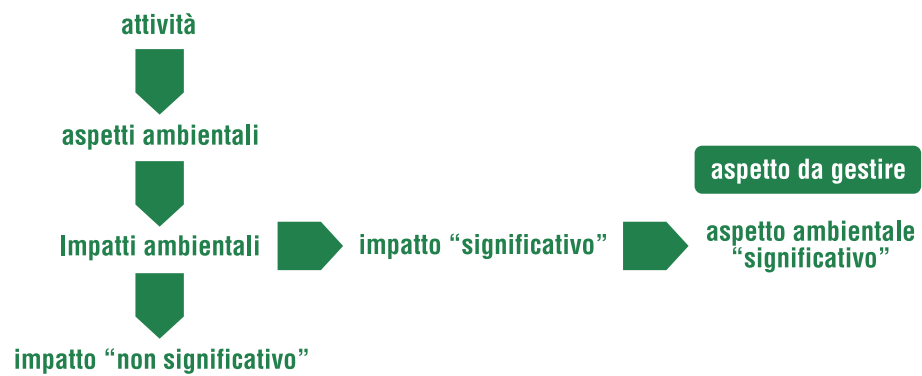 attività
aspetti ambientali
aspetto da gestire
Impatti ambientali
impatto “significativo”
aspetto ambientale
“significativo”
impatto “non significativo”